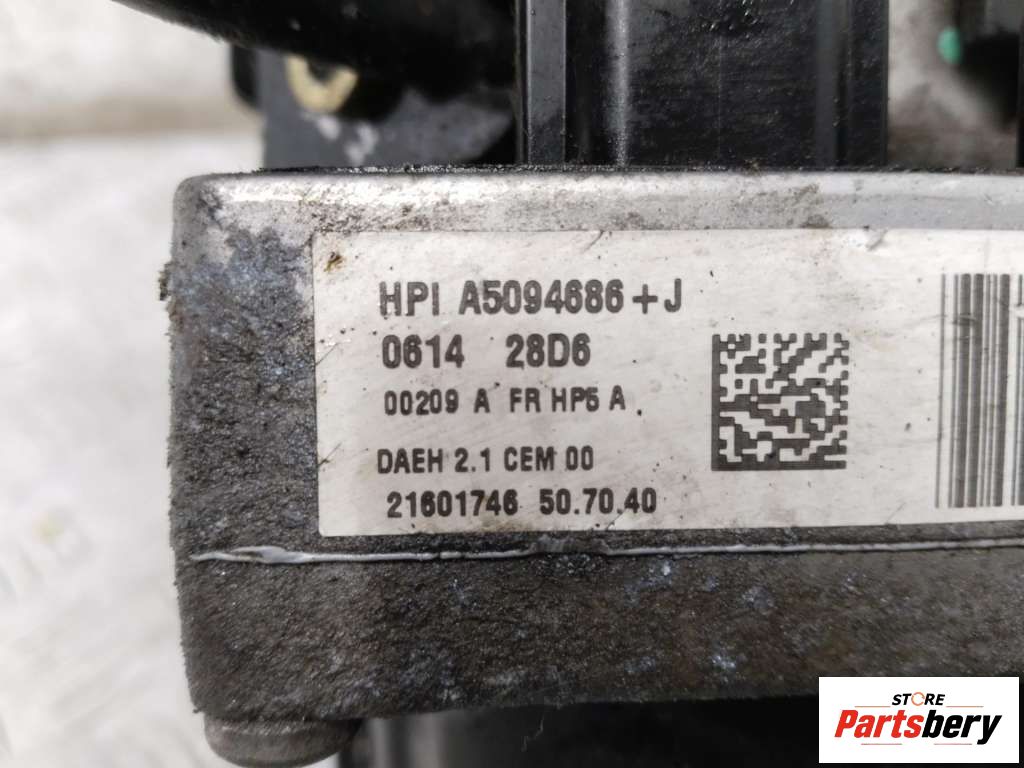 HPI A5094686+J
0614 28D6
00209 A FR HP5 A
DAEH 2.1 CEM 00
21601746 50.70.40
STORE
Partsbery